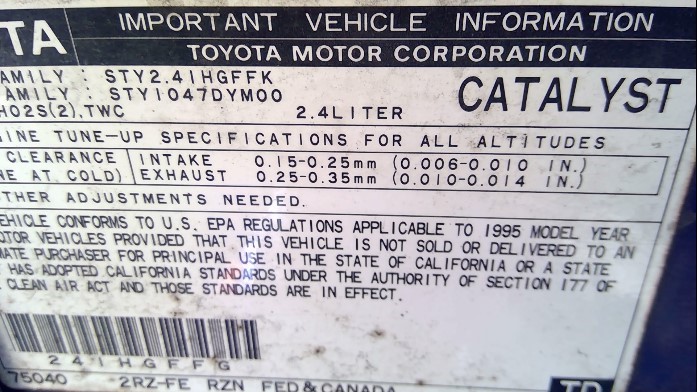 TA IMPORTANT VEHICLE INFORMATION
TOYOTA MOTOR CORPORATION
AMILY : STY2.4IHGFFK
AMILY : STY1047DYMOO
CATALYST
HO2S(2),TWC 2.4LITER
INE TUNE-UP SPECIFICATIONS FOR ALL ALTITUDES
CLEARANCE INTAKE 0.15-0.25mm (0.006-0.010 IN.)
E AT COLD) EXHAUST 0.25-0.35mm (0.010-0.014 IN.)
THER ADJUSTMENTS NEEDED.
EHICLE CONFORMS TO U.S. EPA REGULATIONS APPLICABLE TO 1995 MODEL YEAR
OTOR VEHICLES PROVIDED THAT THIS VEHICLE IS NOT SOLD OR DELIVERED TO AN
MATE PURCHASER FOR PRINCIPAL USE IN THE STATE OF CALIFORNIA OR A STATE
HAS ADOPTED CALIFORNIA STANDARDS UNDER THE AUTHORITY OF SECTION 177 OF
CLEAN AIR ACT AND THOSE STANDARDS ARE IN EFFECT.
24IHGFFG
75040 2RZ-FE RZN FED&CANADA